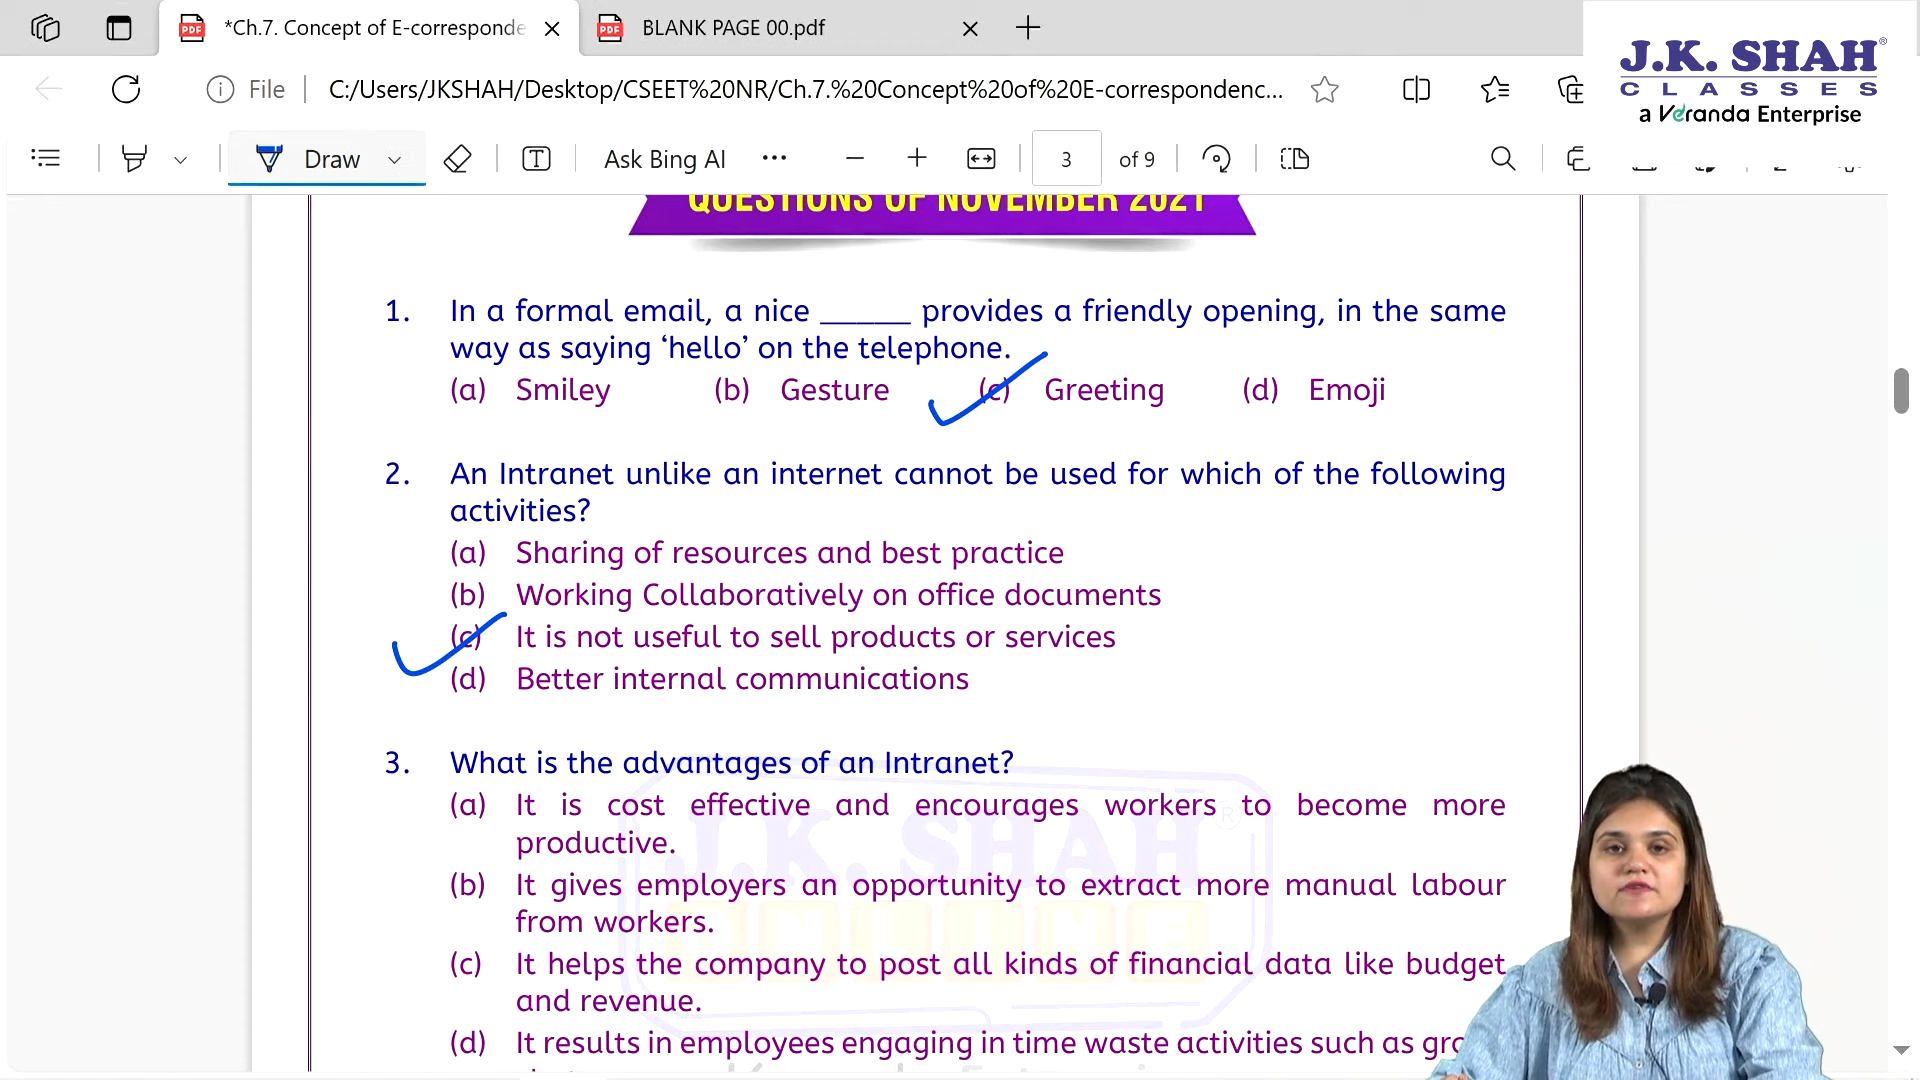 *Ch.7. Concept of E-corresponde
BLANK PAGE 00.pdf
J.K. SHAH®
CLASSES
a Veranda Enterprise
File
C:/Users/JKSHAH/Desktop/CSEET%20NR/Ch.7.%20Concept%20of%20E-correspondenc...
Draw
Ask Bing AI
3
of 9
QUESTIONS OF NOVEMBER 2021
1. In a formal email, a nice ______ provides a friendly opening, in the same
way as saying ‘hello’ on the telephone.
(a) Smiley (b) Gesture (c) Greeting (d) Emoji
2. An Intranet unlike an internet cannot be used for which of the following
activities?
(a) Sharing of resources and best practice
(b) Working Collaboratively on office documents
(c) It is not useful to sell products or services
(d) Better internal communications
3. What is the advantages of an Intranet?
(a) It is cost effective and encourages workers to become more
productive.
(b) It gives employers an opportunity to extract more manual labour
from workers.
(c) It helps the company to post all kinds of financial data like budget
and revenue.
(d) It results in employees engaging in time waste activities such as
J.K. SHAH®
ONLINE